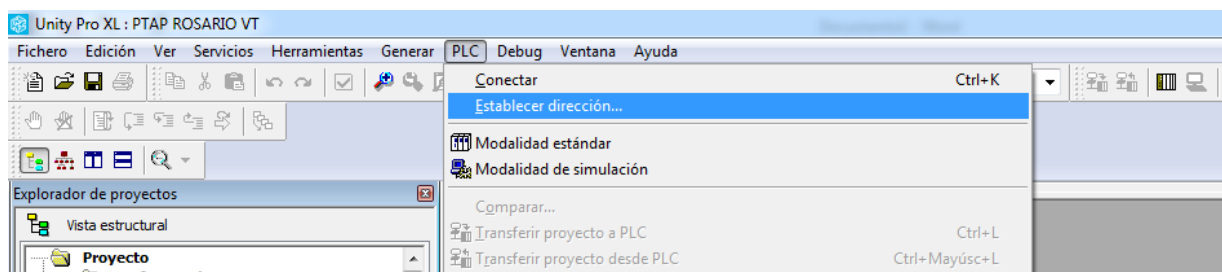 Unity Pro XL : PTAP ROSARIO VT
Fichero Edición Ver Servicios Herramientas Generar PLC Debug Ventana Ayuda
Conectar Ctrl+K
Establecer dirección...
Modalidad estándar
Modalidad de simulación
Explorador de proyectos
Comparar...
Vista estructural
Transferir proyecto a PLC Ctrl+L
Proyecto
Transferir proyecto desde PLC Ctrl+Mayúsc+L